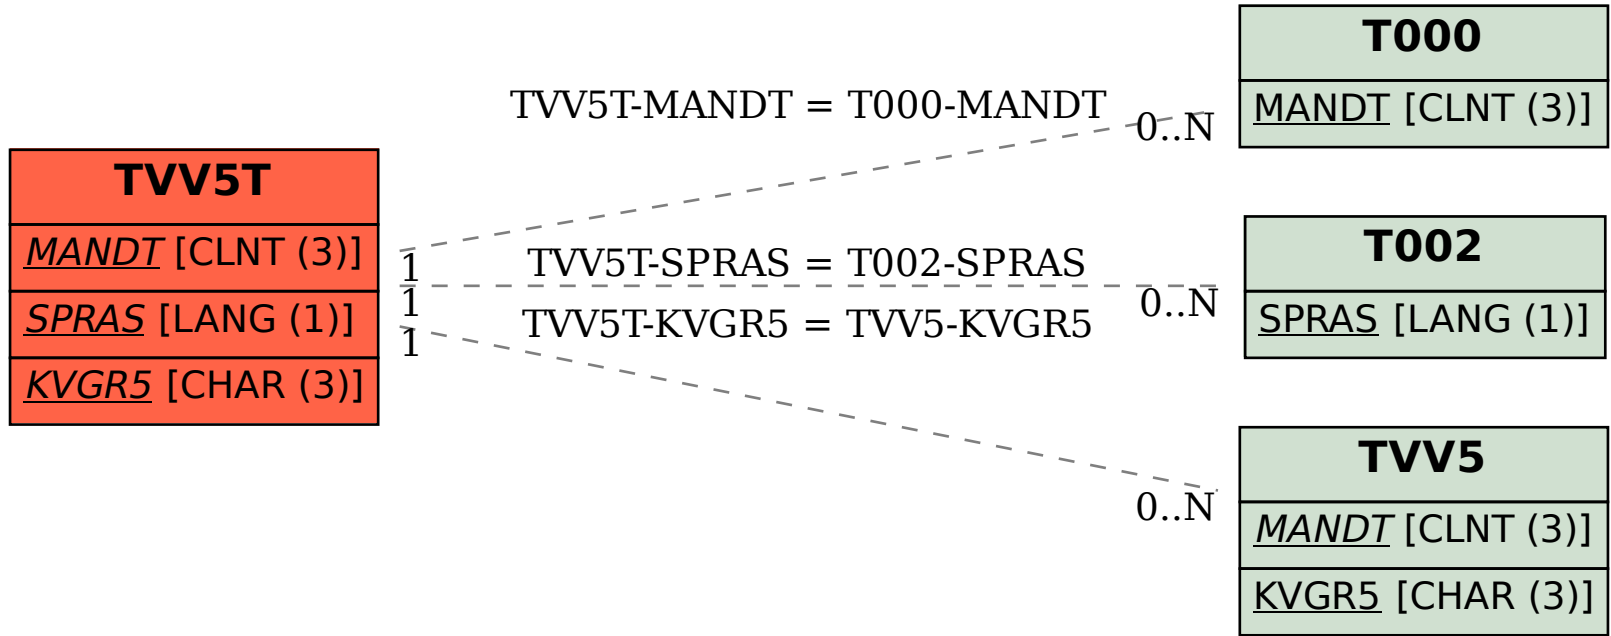 TVV5T
MANDT [CLNT (3)]
SPRAS [LANG (1)]
KVGR5 [CHAR (3)]
TVV5T-MANDT = T000-MANDT
1
0..N
TVV5T-SPRAS = T002-SPRAS
1
0..N
TVV5T-KVGR5 = TVV5-KVGR5
1
0..N
T000
MANDT [CLNT (3)]
T002
SPRAS [LANG (1)]
TVV5
MANDT [CLNT (3)]
KVGR5 [CHAR (3)]